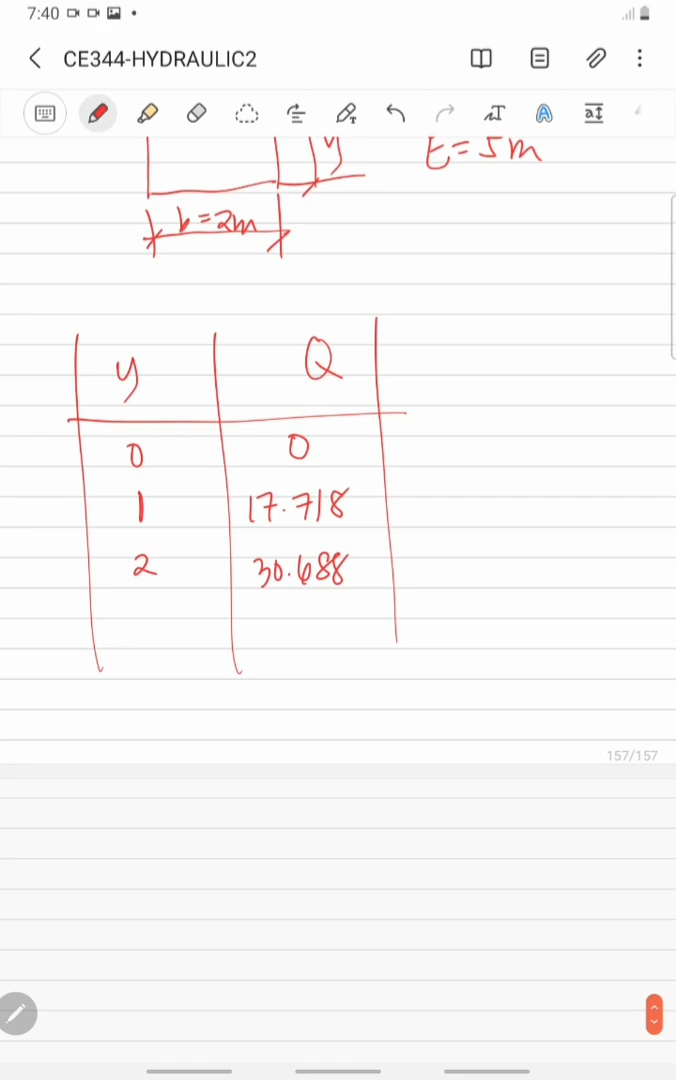 7:40
CE344-HYDRAULIC2
T
A
a
y E = 5m
b = 2m
y Q
0 0
1 17.718
2 30.688
157/157